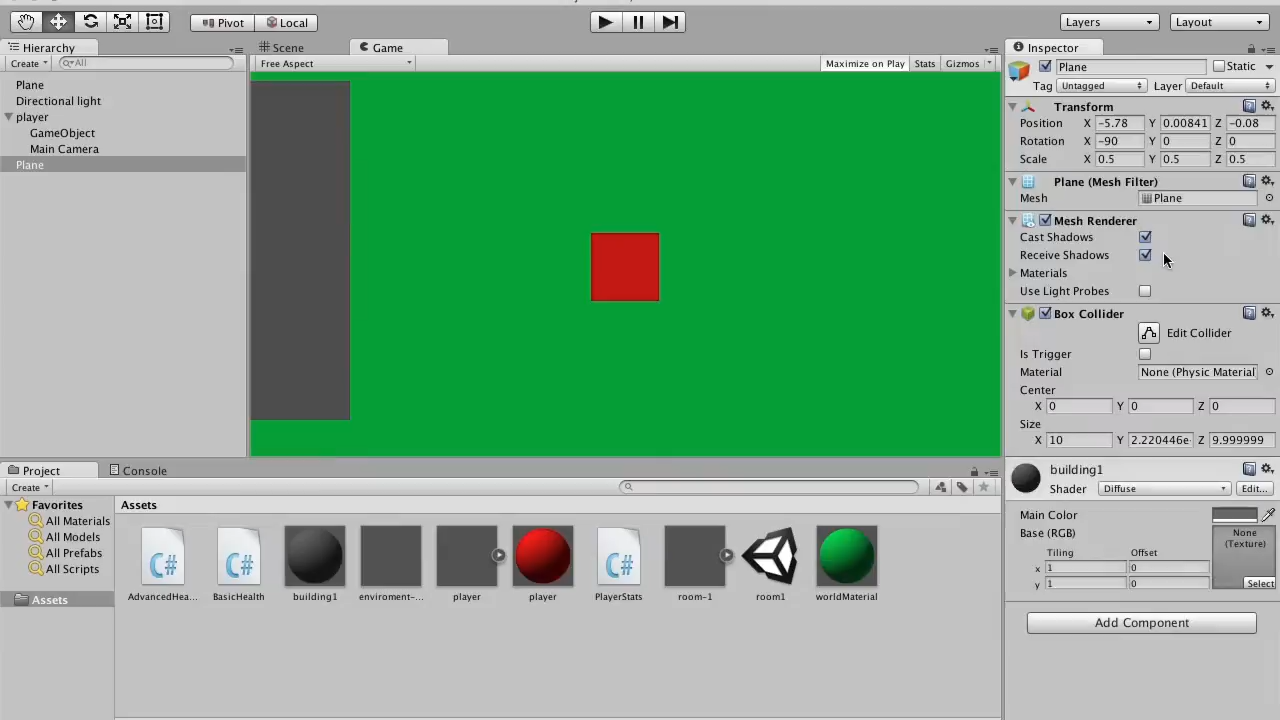 Pivot Local Layers Layout
Hierarchy Scene Game Inspector
Create All Free Aspect Maximize on Play Stats Gizmos Plane Static
Tag Untagged Layer Default
Plane
Directional light
player
GameObject
Main Camera
Plane
Transform
Position X -5.78 Y 0.00841 Z -0.08
Rotation X -90 Y 0 Z 0
Scale X 0.5 Y 0.5 Z 0.5
Plane (Mesh Filter)
Mesh Plane
Mesh Renderer
Cast Shadows
Receive Shadows
Materials
Use Light Probes
Box Collider
Edit Collider
Is Trigger
Material None (Physic Material
Center
X 0 Y 0 Z 0
Size
X 10 Y 2.220446e- Z 9.999999
building1
Shader Diffuse Edit...
Main Color
Base (RGB)
None
(Texture)
Tiling Offset
x 1 0
y 1 0
Select
Add Component
Project Console
Create
Favorites
All Materials
All Models
All Prefabs
All Scripts
Assets
Assets
C# C# C#
AdvancedHea... BasicHealth building1 enviroment-... player player PlayerStats room-1 room1 worldMaterial